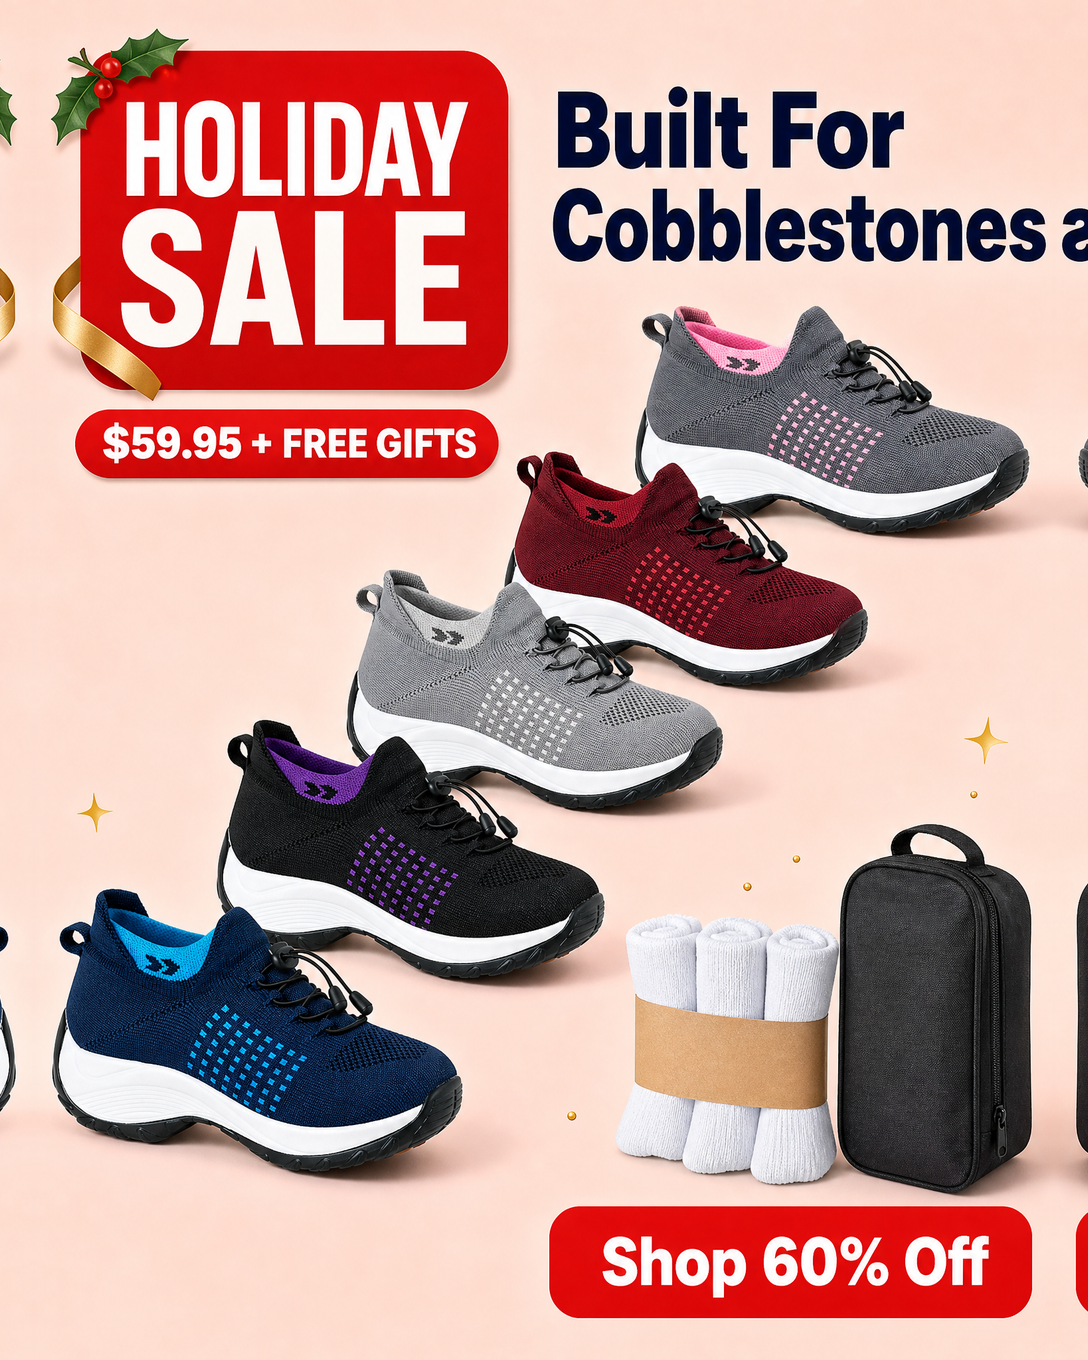 HOLIDAY
SALE
$59.95 + FREE GIFTS
Built For
Cobblestones a
Shop 60% Off